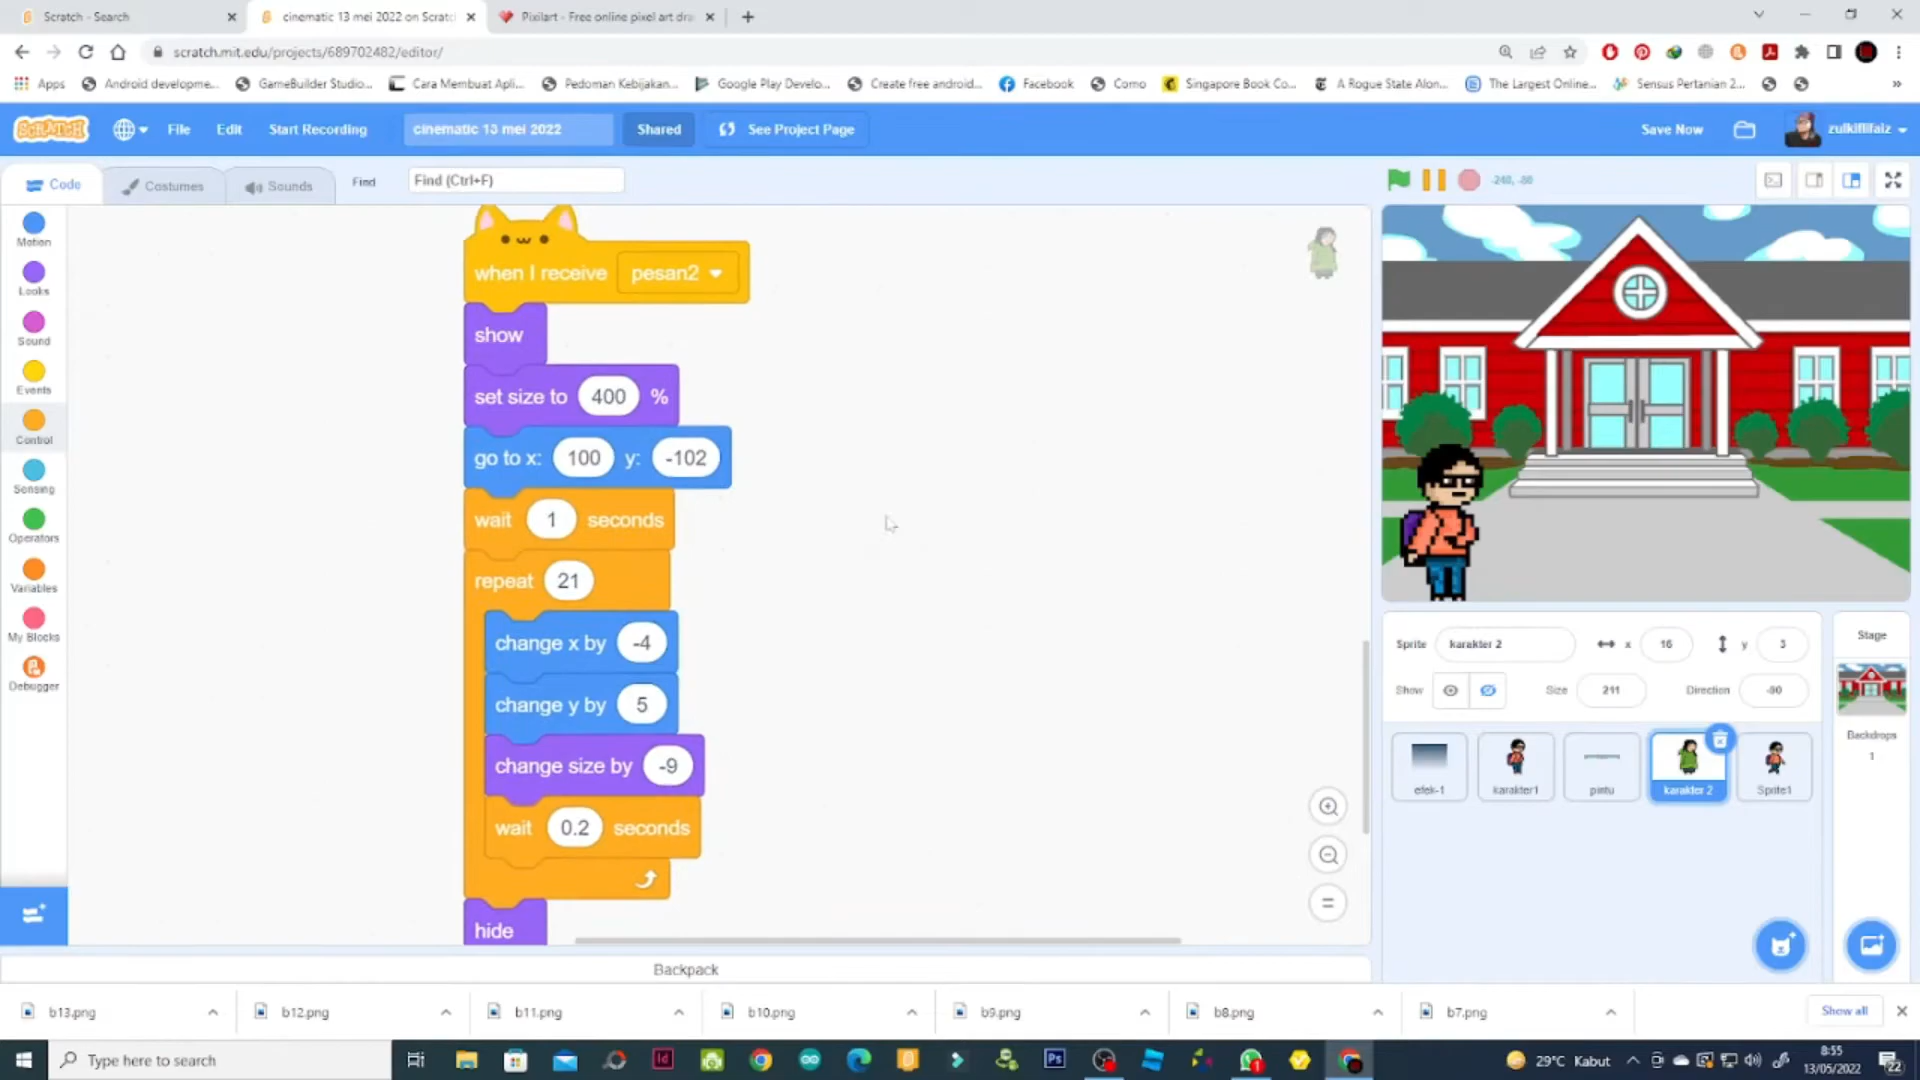 Scratch - Search
cinematic 13 mei 2022 on Scratc
Pixilart - Free online pixel art dra
scratch.mit.edu/projects/689702482/editor/
Apps
Android developme...
GameBuilder Studio...
Cara Membuat Apli...
Pedoman Kebijakan...
Google Play Develo...
Create free android...
Facebook
Como
Singapore Book Co...
A Rogue State Alon...
The Largest Online...
Sensus Pertanian 2...
SCRATCH
File
Edit
Start Recording
cinematic 13 mei 2022
Shared
See Project Page
Save Now
zulkiflifaiz
Code
Costumes
Sounds
Find
Find (Ctrl+F)
-240, -80
Motion
Looks
Sound
Events
Control
Sensing
Operators
Variables
My Blocks
Debugger
when I receive pesan2
show
set size to 400 %
go to x: 100 y: -102
wait 1 seconds
repeat 21
change x by -4
change y by 5
change size by -9
wait 0.2 seconds
hide
Sprite karakter 2 x 16 y 3
Show Size 211 Direction -90
efek-1
karakter1
pintu
karakter 2
Sprite1
Stage
Backdrops
1
Backpack
b13.png
b12.png
b11.png
b10.png
b9.png
b8.png
b7.png
Show all
Type here to search
29°C Kabut
8:55
13/05/2022
22